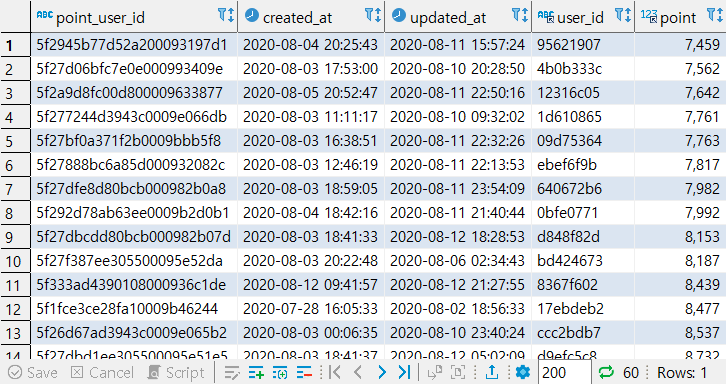 ABC point_user_id created_at updated_at ABC user_id 123 point
1 5f2945b77d52a200093197d1 2020-08-04 20:25:43 2020-08-11 15:57:24 95621907 7,459
2 5f27d06bfc7e0e000993409e 2020-08-03 17:53:00 2020-08-10 20:28:50 4b0b333c 7,562
3 5f2a9d8fc00d800009633877 2020-08-05 20:52:47 2020-08-11 22:50:16 12316c05 7,642
4 5f277244d3943c0009e066db 2020-08-03 11:11:17 2020-08-10 09:32:02 1d610865 7,761
5 5f27bf0a371f2b0009bbb5f8 2020-08-03 16:38:51 2020-08-11 22:32:26 09d75364 7,763
6 5f27888bc6a85d000932082c 2020-08-03 12:46:19 2020-08-11 22:13:53 ebef6f9b 7,817
7 5f27dfe8d80bcb000982b0a8 2020-08-03 18:59:05 2020-08-11 23:54:09 640672b6 7,982
8 5f292d78ab63ee0009b2d0b1 2020-08-04 18:42:16 2020-08-11 21:40:44 0bfe0771 7,992
9 5f27dbcdd80bcb000982b07d 2020-08-03 18:41:33 2020-08-12 18:28:53 d848f82d 8,153
10 5f27f387ee305500095e52da 2020-08-03 20:22:48 2020-08-06 02:34:43 bd424673 8,187
11 5f333ad4390108000936c1de 2020-08-12 09:41:57 2020-08-12 21:27:55 8367f602 8,439
12 5f1fce3ce28fa10009b46244 2020-07-28 16:05:33 2020-08-02 18:56:33 17ebdeb2 8,477
13 5f26d67ad3943c0009e065b2 2020-08-03 00:06:35 2020-08-10 23:40:24 ccc2bdb7 8,537
14 5f27dbd1ee305500095e51e5 2020-08-03 18:41:37 2020-08-12 05:02:09 d9efc5c8 8,732
Save Cancel Script 200 60 Rows: 1